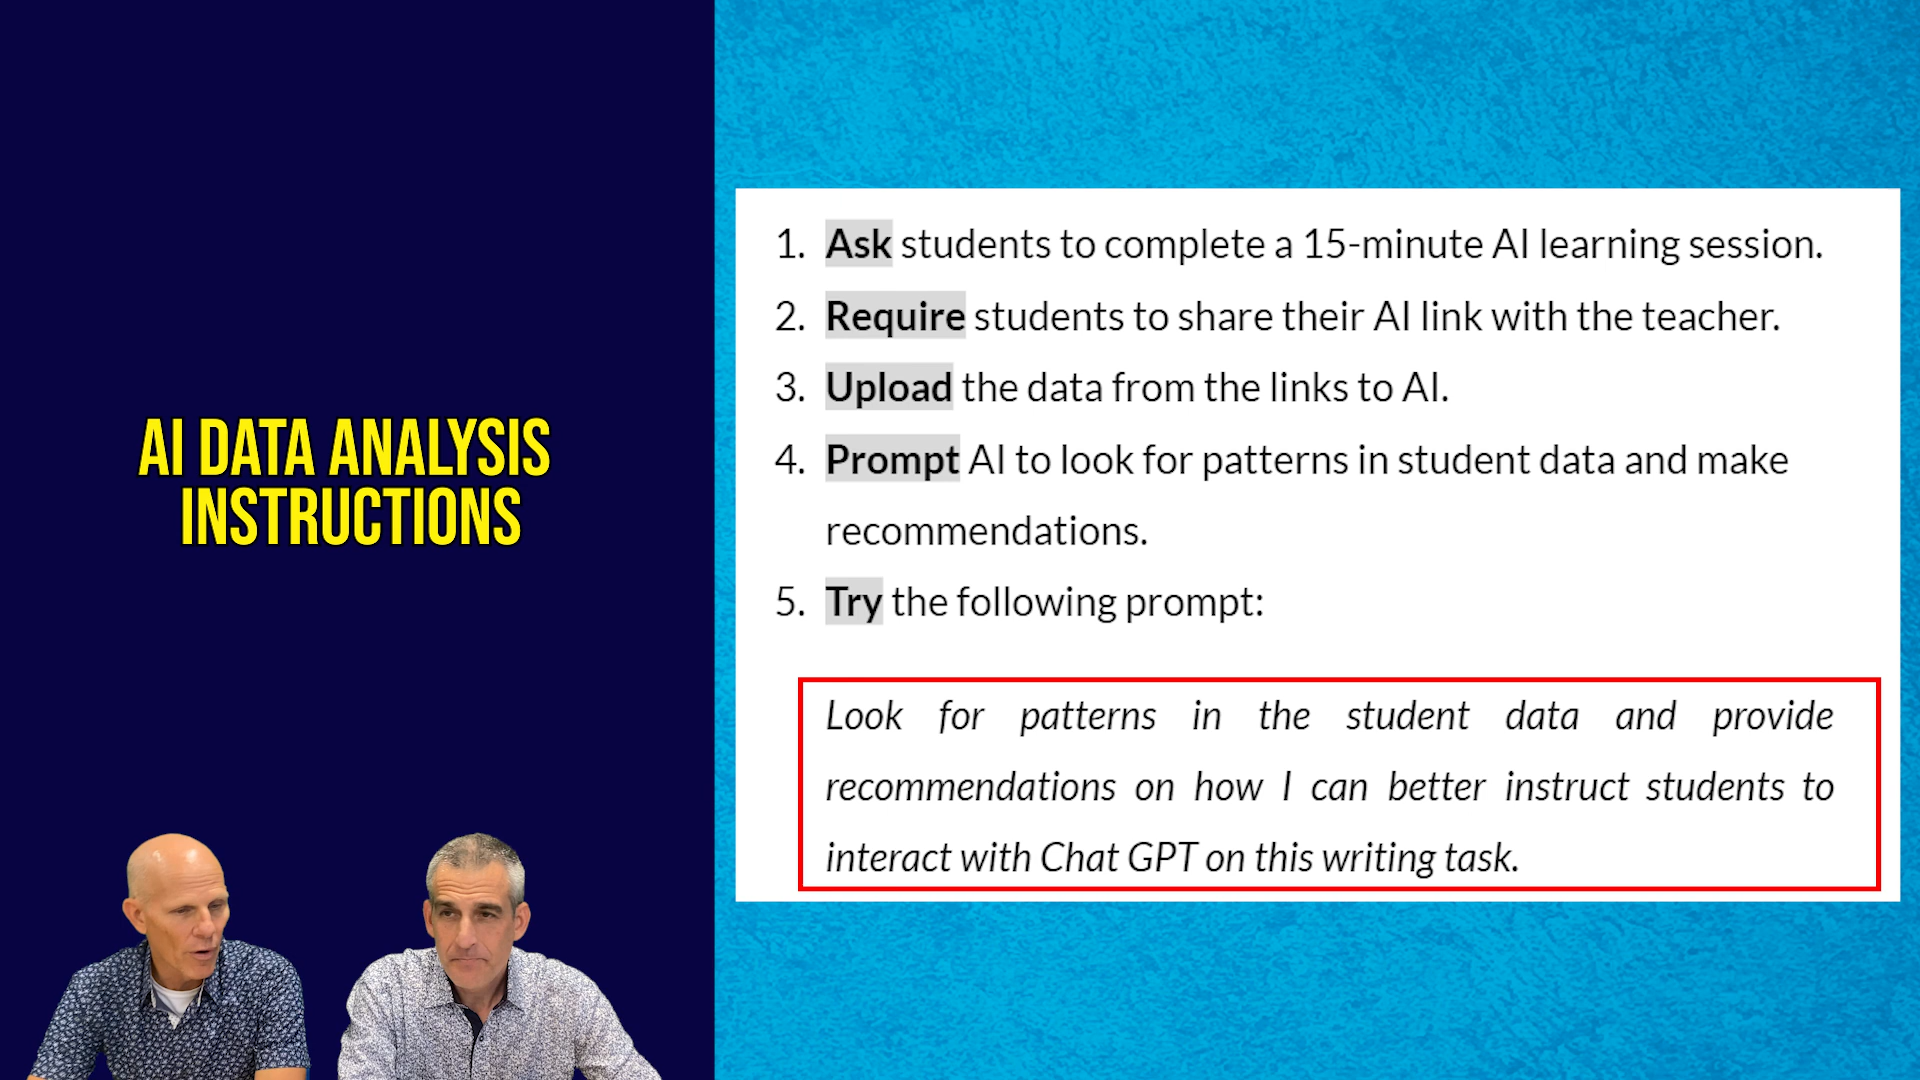 AI DATA ANALYSIS
INSTRUCTIONS
1. Ask students to complete a 15-minute AI learning session.
2. Require students to share their AI link with the teacher.
3. Upload the data from the links to AI.
4. Prompt AI to look for patterns in student data and make
recommendations.
5. Try the following prompt:
Look for patterns in the student data and provide
recommendations on how I can better instruct students to
interact with Chat GPT on this writing task.